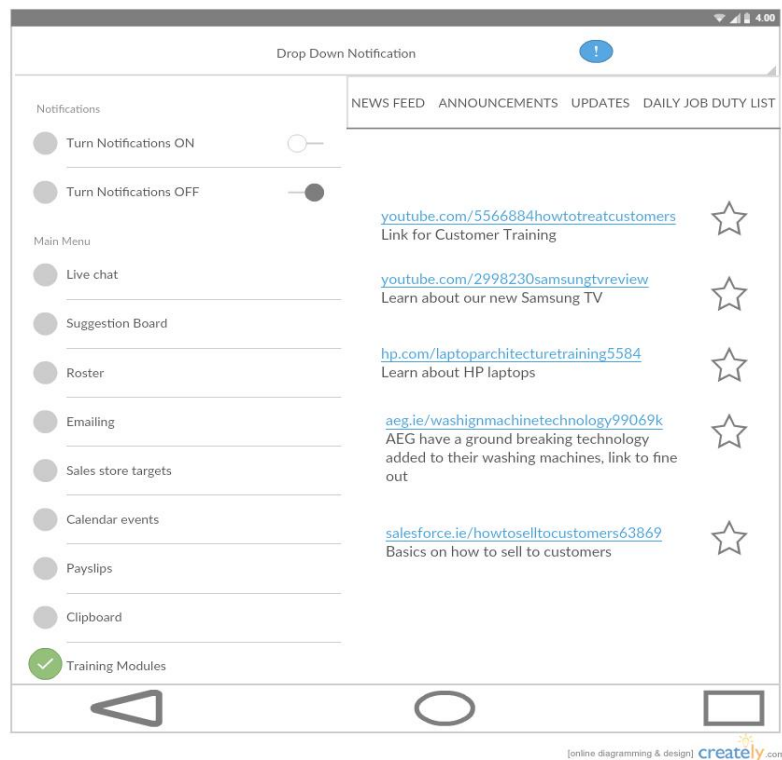 4.00
Drop Down Notification
!
NEWS FEED ANNOUNCEMENTS UPDATES DAILY JOB DUTY LIST
Notifications
Turn Notifications ON
Turn Notifications OFF
Main Menu
Live chat
Suggestion Board
Roster
Emailing
Sales store targets
Calendar events
Payslips
Clipboard
Training Modules
youtube.com/5566884howtotreatcustomers
Link for Customer Training
youtube.com/2998230samsungtvreview
Learn about our new Samsung TV
hp.com/laptoparchitecturetraining5584
Learn about HP laptops
aeg.ie/washignmachinetechnology99069k
AEG have a ground breaking technology
added to their washing machines, link to fine
out
salesforce.ie/howtoselltocustomers63869
Basics on how to sell to customers
[online diagramming & design] creately.com